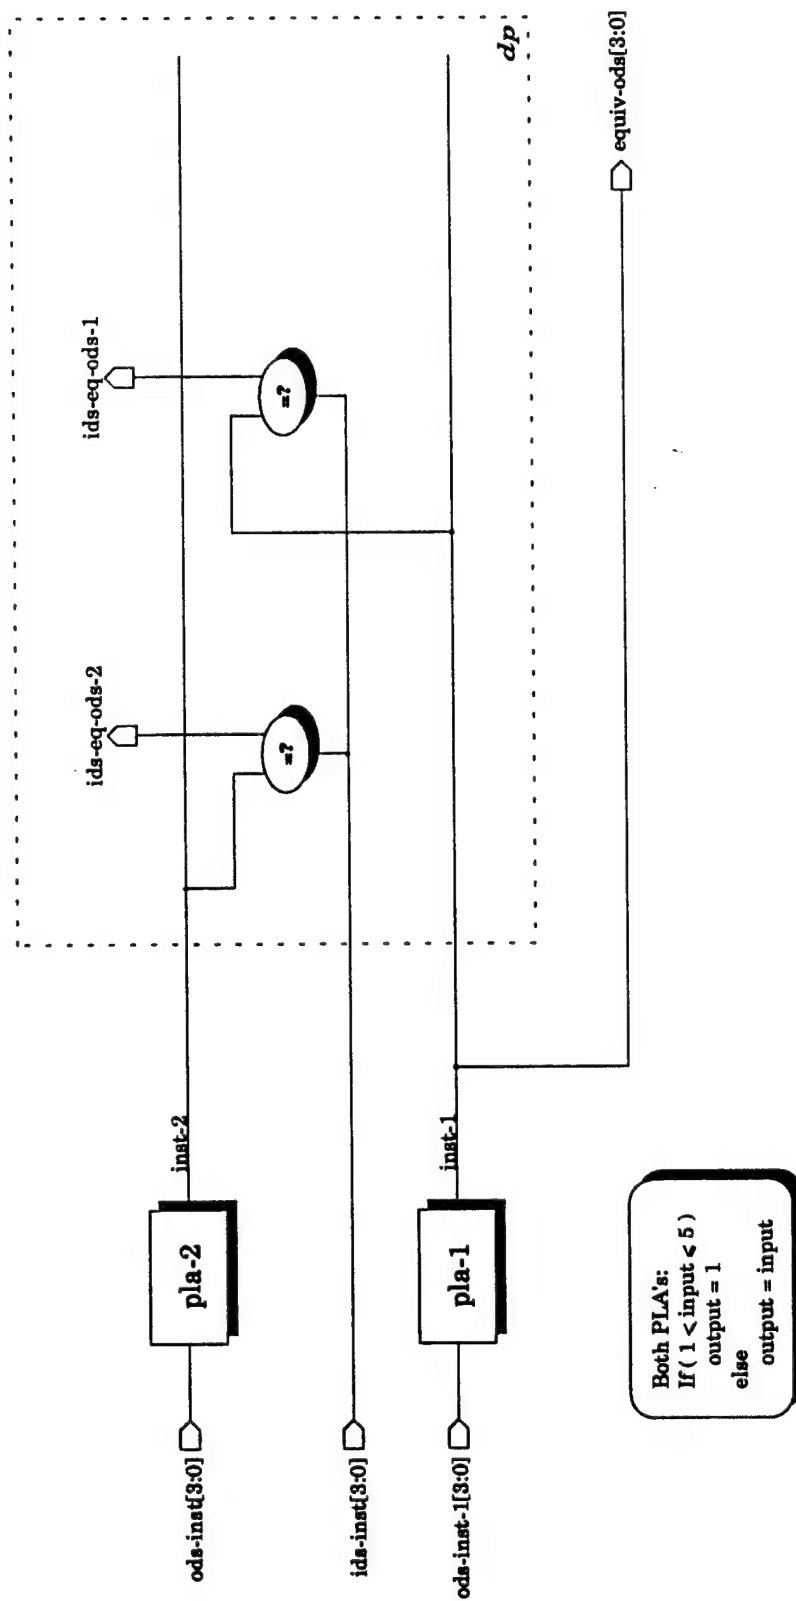 dp
ids-eq-ods-1
ids-eq-ods-2
=?
=?
equiv-ods[3:0]
inst-2
inst-1
pla-2
pla-1
ods-inst[3:0]
ids-inst[3:0]
ods-inst-1[3:0]
Both PLA's:
If( 1 < input ⩽ 5 )
output = 1
else
output = input